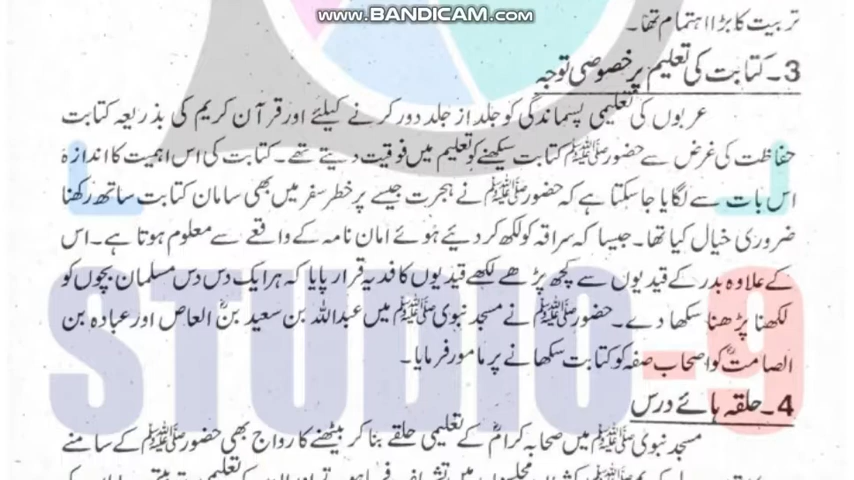 www.BANDICAM.com
تربیت کا بڑا اہتمام تھا۔
3۔ کتابت کی تعلیم پر خصوصی توجہ
عربوں کی تعلیمی پسماندگی کو جلد از جلد دور کرنے کیلئے اور قرآن کریم کی بذریعہ کتابت
حفاظت کی غرض سے حضور ﷺ کتابت سیکھنے کو تعلیم میں فوقیت دیتے تھے۔ کتابت کی اس اہمیت کا اندازہ
اس بات سے لگایا جا سکتا ہے کہ حضور ﷺ نے ہجرت جیسے پر خطر سفر میں بھی سامان کتابت ساتھ رکھنا
ضروری خیال کیا تھا۔ جیسا کہ سراقہ کو لکھ کر دیئے ہوئے امان نامہ کے واقعے سے معلوم ہوتا ہے۔ اس
کے علاوہ بدر کے قیدیوں سے کچھ پڑھے لکھے قیدیوں کا فدیہ قرار پایا کہ ہر ایک دس دس مسلمان بچوں کو
لکھنا پڑھنا سکھا دے۔ حضور ﷺ نے مسجد نبوی ﷺ میں عبداللہ بن سعید بنؓ العاص اور عبادہ بن
الصامتؓ کو اصحاب صفہ کو کتابت سکھانے پر مامور فرمایا۔
4۔ حلقہ ہائے درس
مسجد نبوی ﷺ میں صحابہ کرامؓ کے تعلیمی حلقے بنا کر بیٹھنے کا رواج بھی حضور ﷺ کے سامنے
STUDIO-9